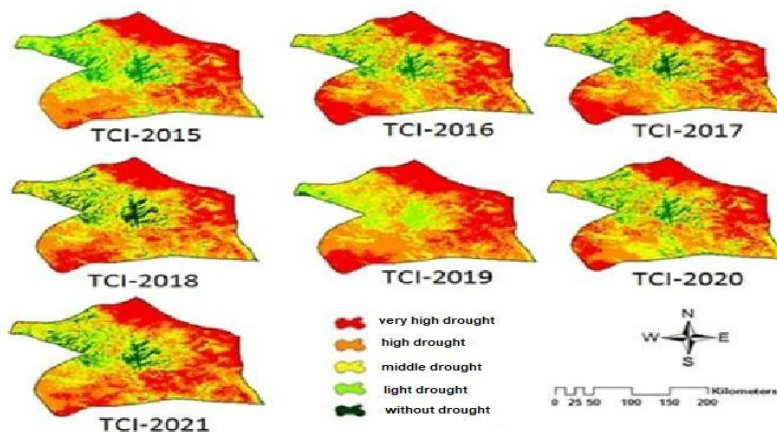 TCI-2015
TCI-2016
TCI-2017
TCI-2018
TCI-2019
TCI-2020
TCI-2021
very high drought
high drought
middle drought
light drought
without drought
N
W E
S
Kilometers
0 25 50 100 150 200